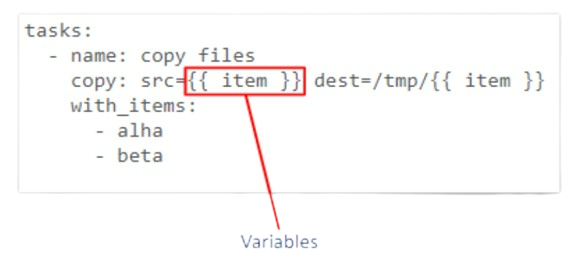 tasks:
- name: copy files
copy: src={{ item }} dest=/tmp/{{ item }}
with_items:
- alha
- beta
Variables